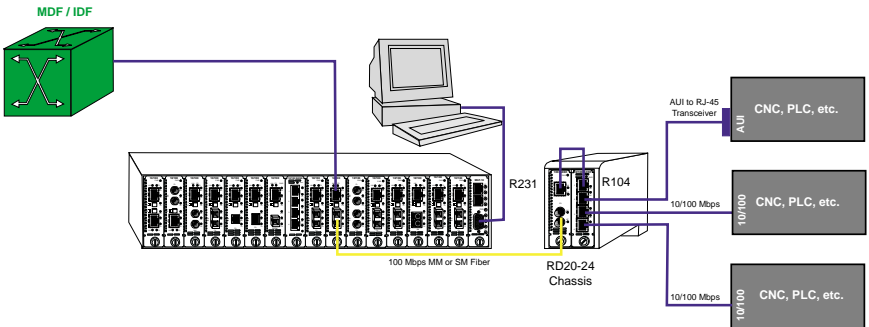 MDF / IDF
AUI to RJ-45
Transceiver
AUI
CNC, PLC, etc.
R231
R104
10/100 Mbps
10/100
CNC, PLC, etc.
100 Mbps MM or SM Fiber
RD20-24
Chassis
10/100 Mbps
10/100
CNC, PLC, etc.